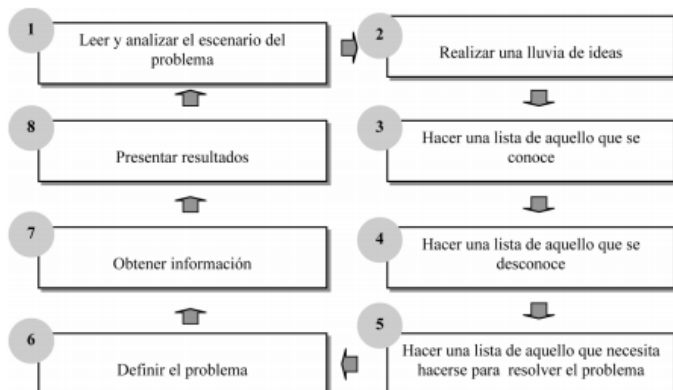 1
Leer y analizar el escenario del
problema
2
Realizar una lluvia de ideas
3
Hacer una lista de aquello que se
conoce
4
Hacer una lista de aquello que se
desconoce
5
Hacer una lista de aquello que necesita
hacerse para resolver el problema
6
Definir el problema
7
Obtener información
8
Presentar resultados